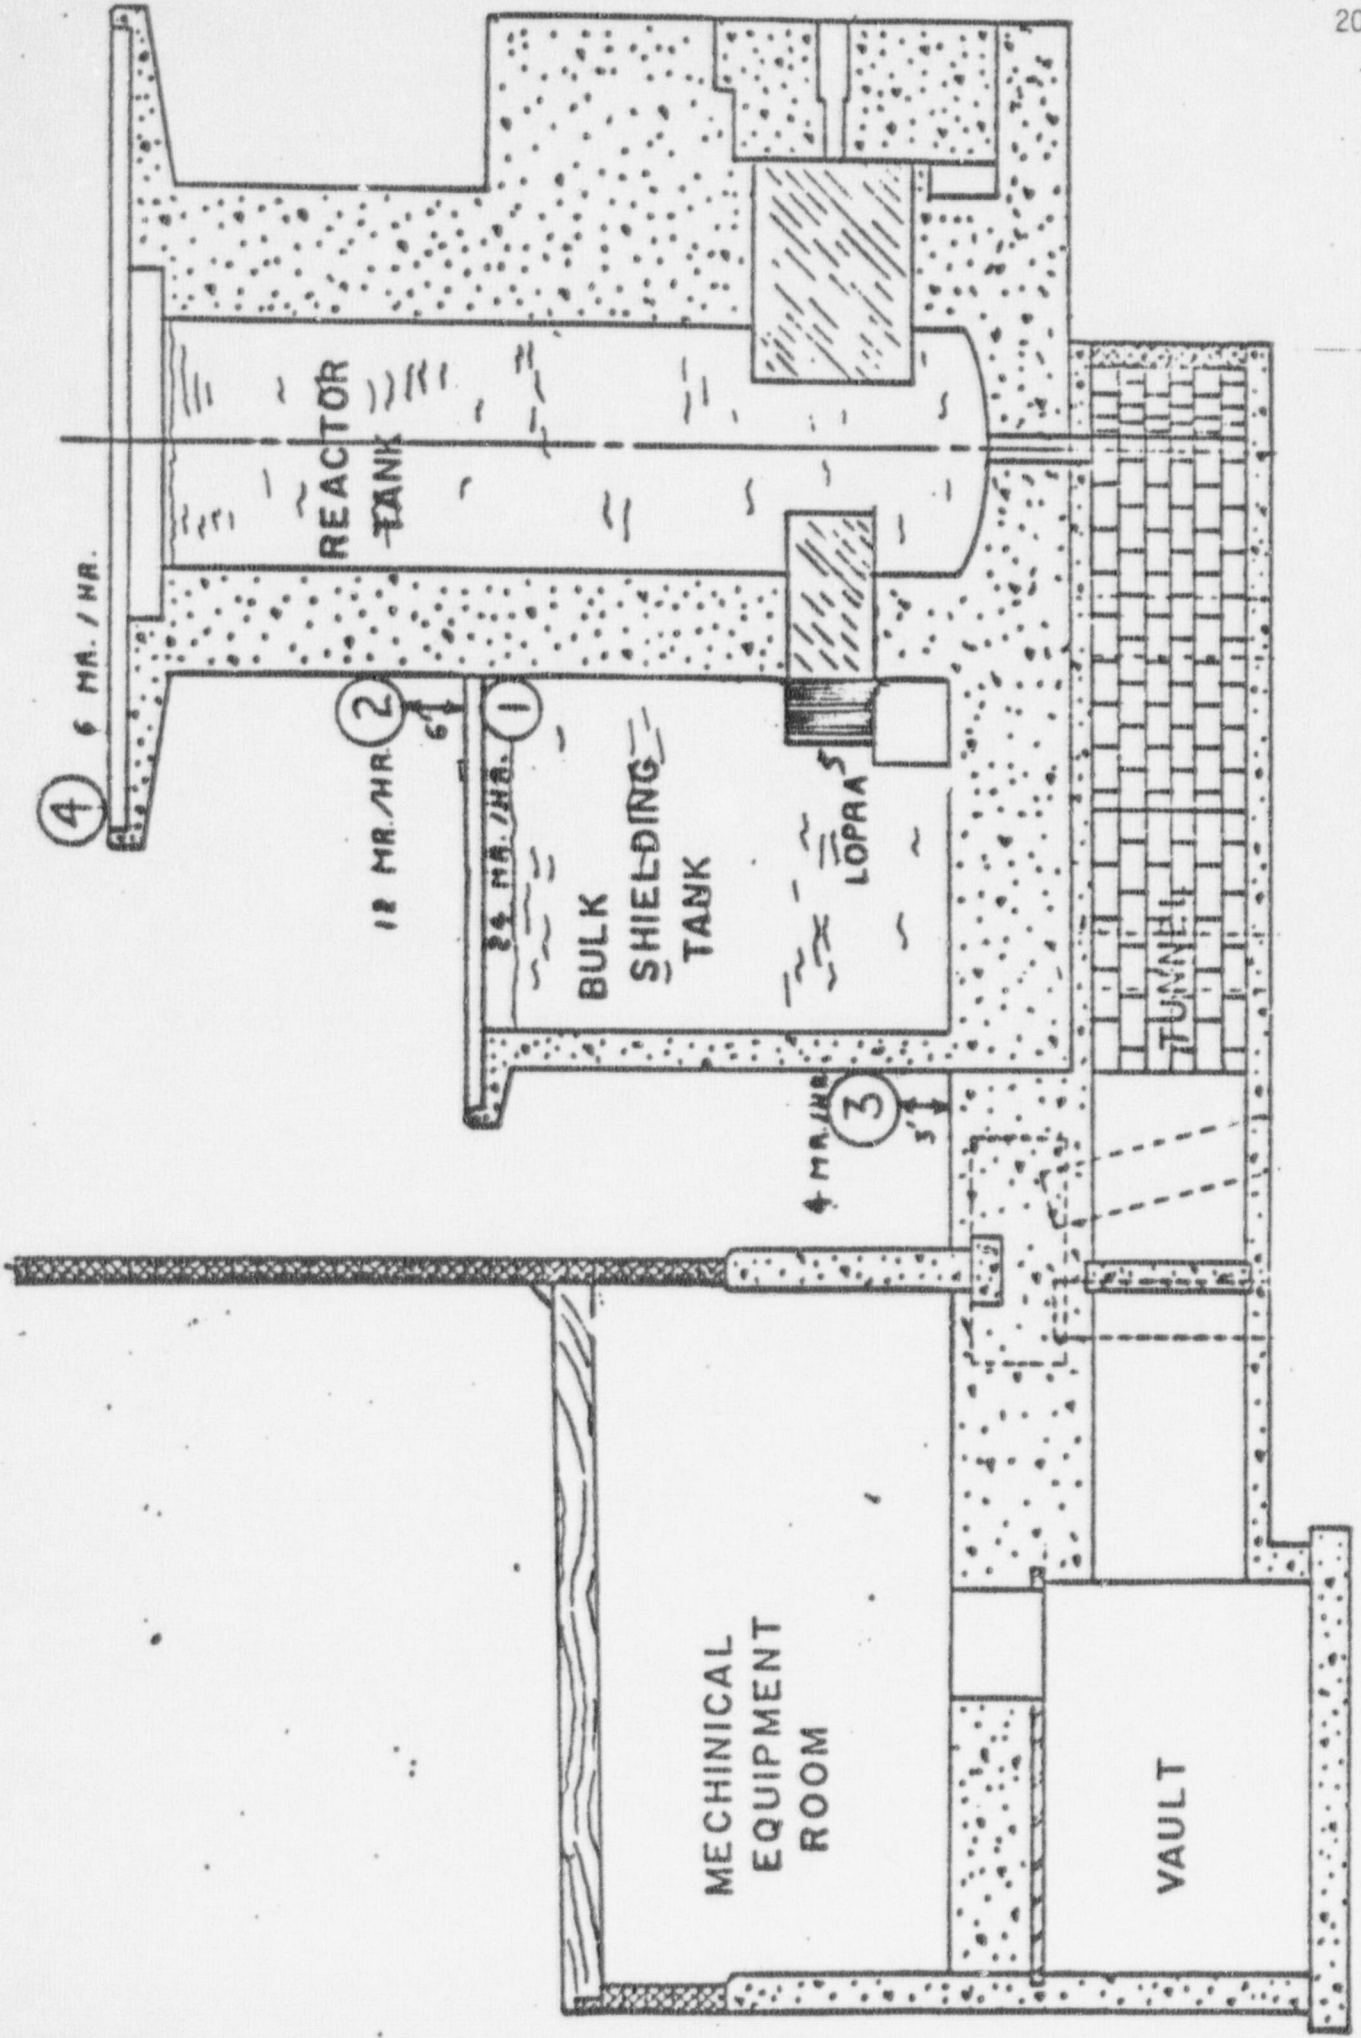 20
4
6 MR./HR.
REACTOR
TANK
2
6'
12 MR./HR.
1
24 MR./HR.
BULK
SHIELDING
TANK
LOPRA
3
3'
4 MR./HR.
TUNNEL
MECHINICAL
EQUIPMENT
ROOM
VAULT